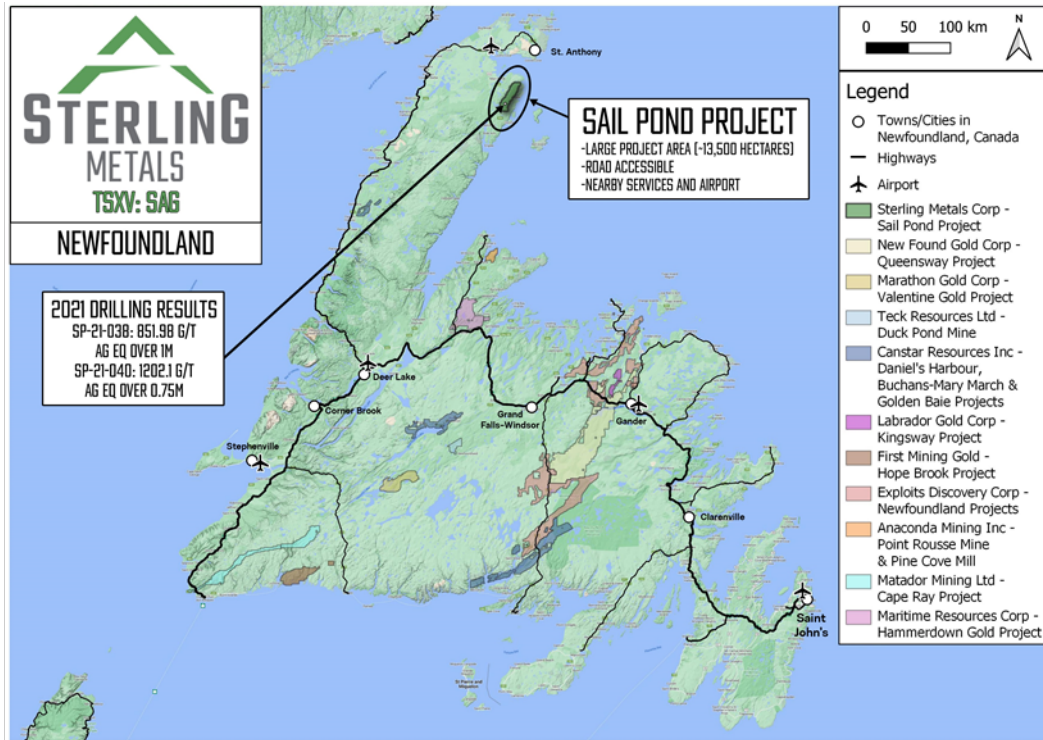 STERLING
METALS
TSXV: SAG
NEWFOUNDLAND
2021 DRILLING RESULTS
SP-21-038: 851.98 G/T
AG EQ OVER 1M
SP-21-040: 1202.1 G/T
AG EQ OVER 0.75M
SAIL POND PROJECT
-LARGE PROJECT AREA (~13,500 HECTARES)
-ROAD ACCESSIBLE
-NEARBY SERVICES AND AIRPORT
St. Anthony
Deer Lake
Corner Brook
Stephenville
Grand
Falls-Windsor
Gander
Clarenville
Saint
John's
St Pierre and
Miquelon
0 50 100 km
N
Legend
Towns/Cities in
Newfoundland, Canada
Highways
Airport
Sterling Metals Corp -
Sail Pond Project
New Found Gold Corp -
Queensway Project
Marathon Gold Corp -
Valentine Gold Project
Teck Resources Ltd -
Duck Pond Mine
Canstar Resources Inc -
Daniel's Harbour,
Buchans-Mary March &
Golden Baie Projects
Labrador Gold Corp -
Kingsway Project
First Mining Gold -
Hope Brook Project
Exploits Discovery Corp -
Newfoundland Projects
Anaconda Mining Inc -
Point Rousse Mine
& Pine Cove Mill
Matador Mining Ltd -
Cape Ray Project
Maritime Resources Corp -
Hammerdown Gold Project